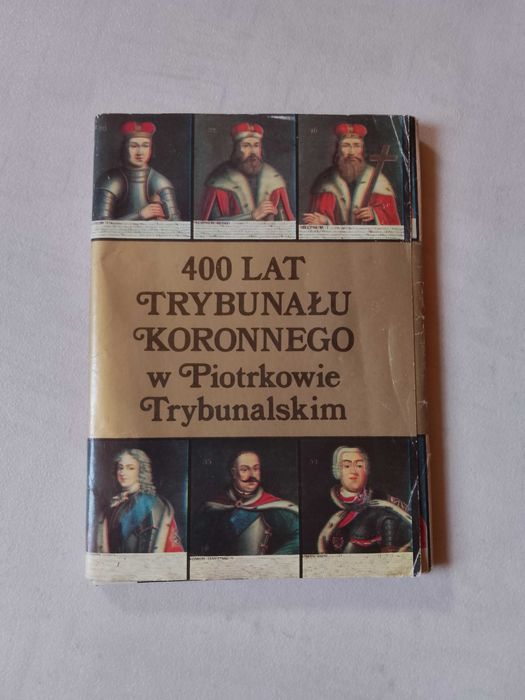 400 LAT
TRYBUNAŁU
KORONNEGO
w Piotrkowie
Trybunalskim